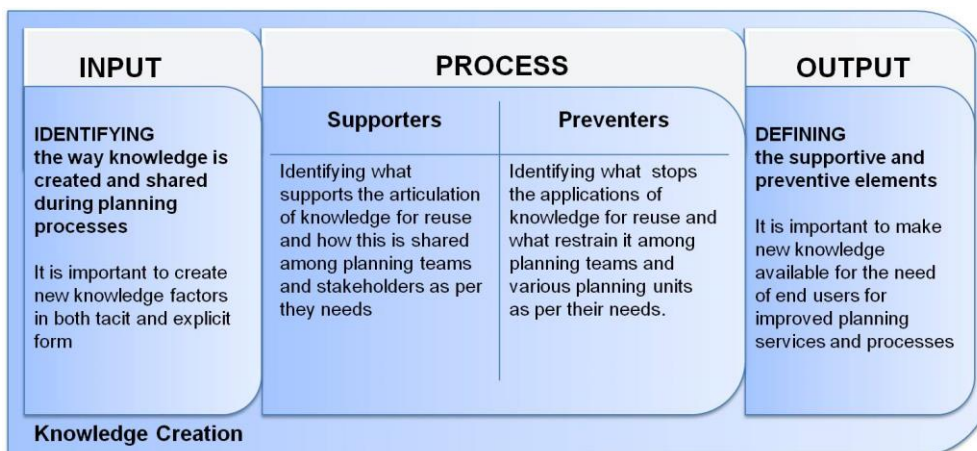 INPUT
IDENTIFYING
the way knowledge is
created and shared
during planning
processes
It is important to create
new knowledge factors
in both tacit and explicit
form
PROCESS
Supporters
Identifying what
supports the articulation
of knowledge for reuse
and how this is shared
among planning teams
and stakeholders as per
they needs
Preventers
Identifying what stops
the applications of
knowledge for reuse and
what restrain it among
planning teams and
various planning units
as per their needs.
OUTPUT
DEFINING
the supportive and
preventive elements
It is important to make
new knowledge
available for the need
of end users for
improved planning
services and processes
Knowledge Creation